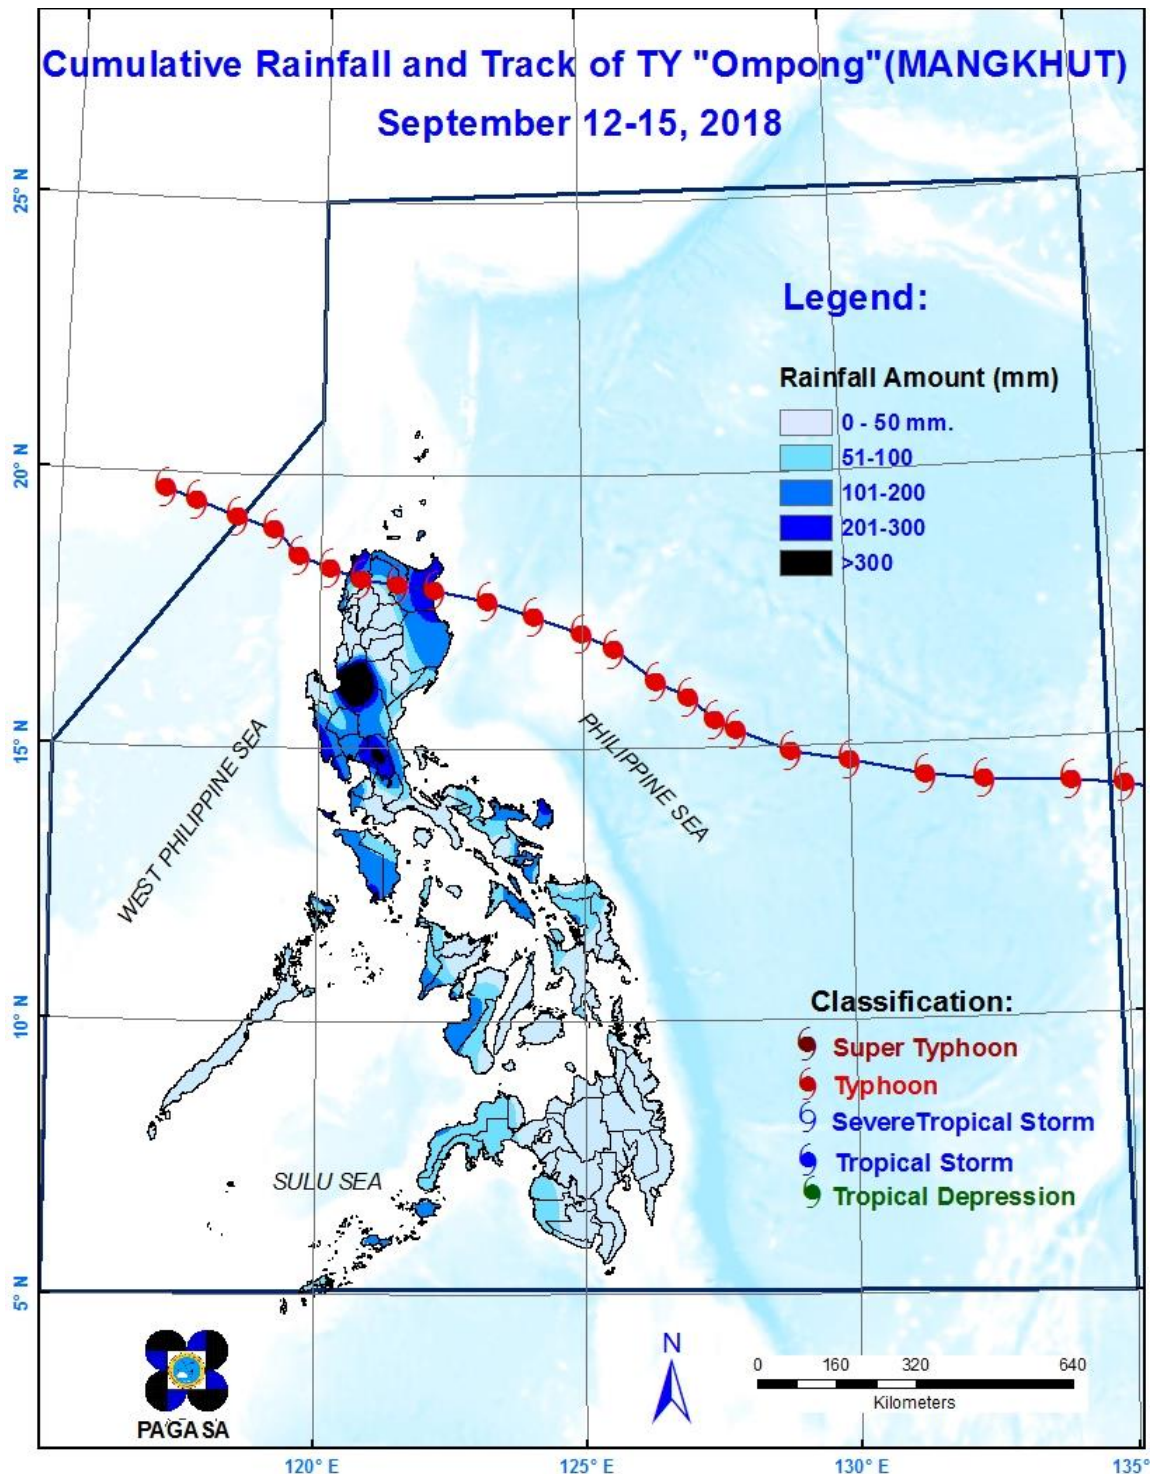 Cumulative Rainfall and Track of TY "Ompong"(MANGKHUT)
September 12-15, 2018
25° N
Legend:
Rainfall Amount (mm)
0 - 50 mm.
51-100
101-200
201-300
>300
20° N
15° N
WEST PHILIPPINE SEA
PHILIPPINE SEA
10° N
Classification:
Super Typhoon
Typhoon
SevereTropical Storm
Tropical Storm
Tropical Depression
SULU SEA
5° N
PAGASA
N
0 160 320 640
Kilometers
120° E 125° E 130° E 135°